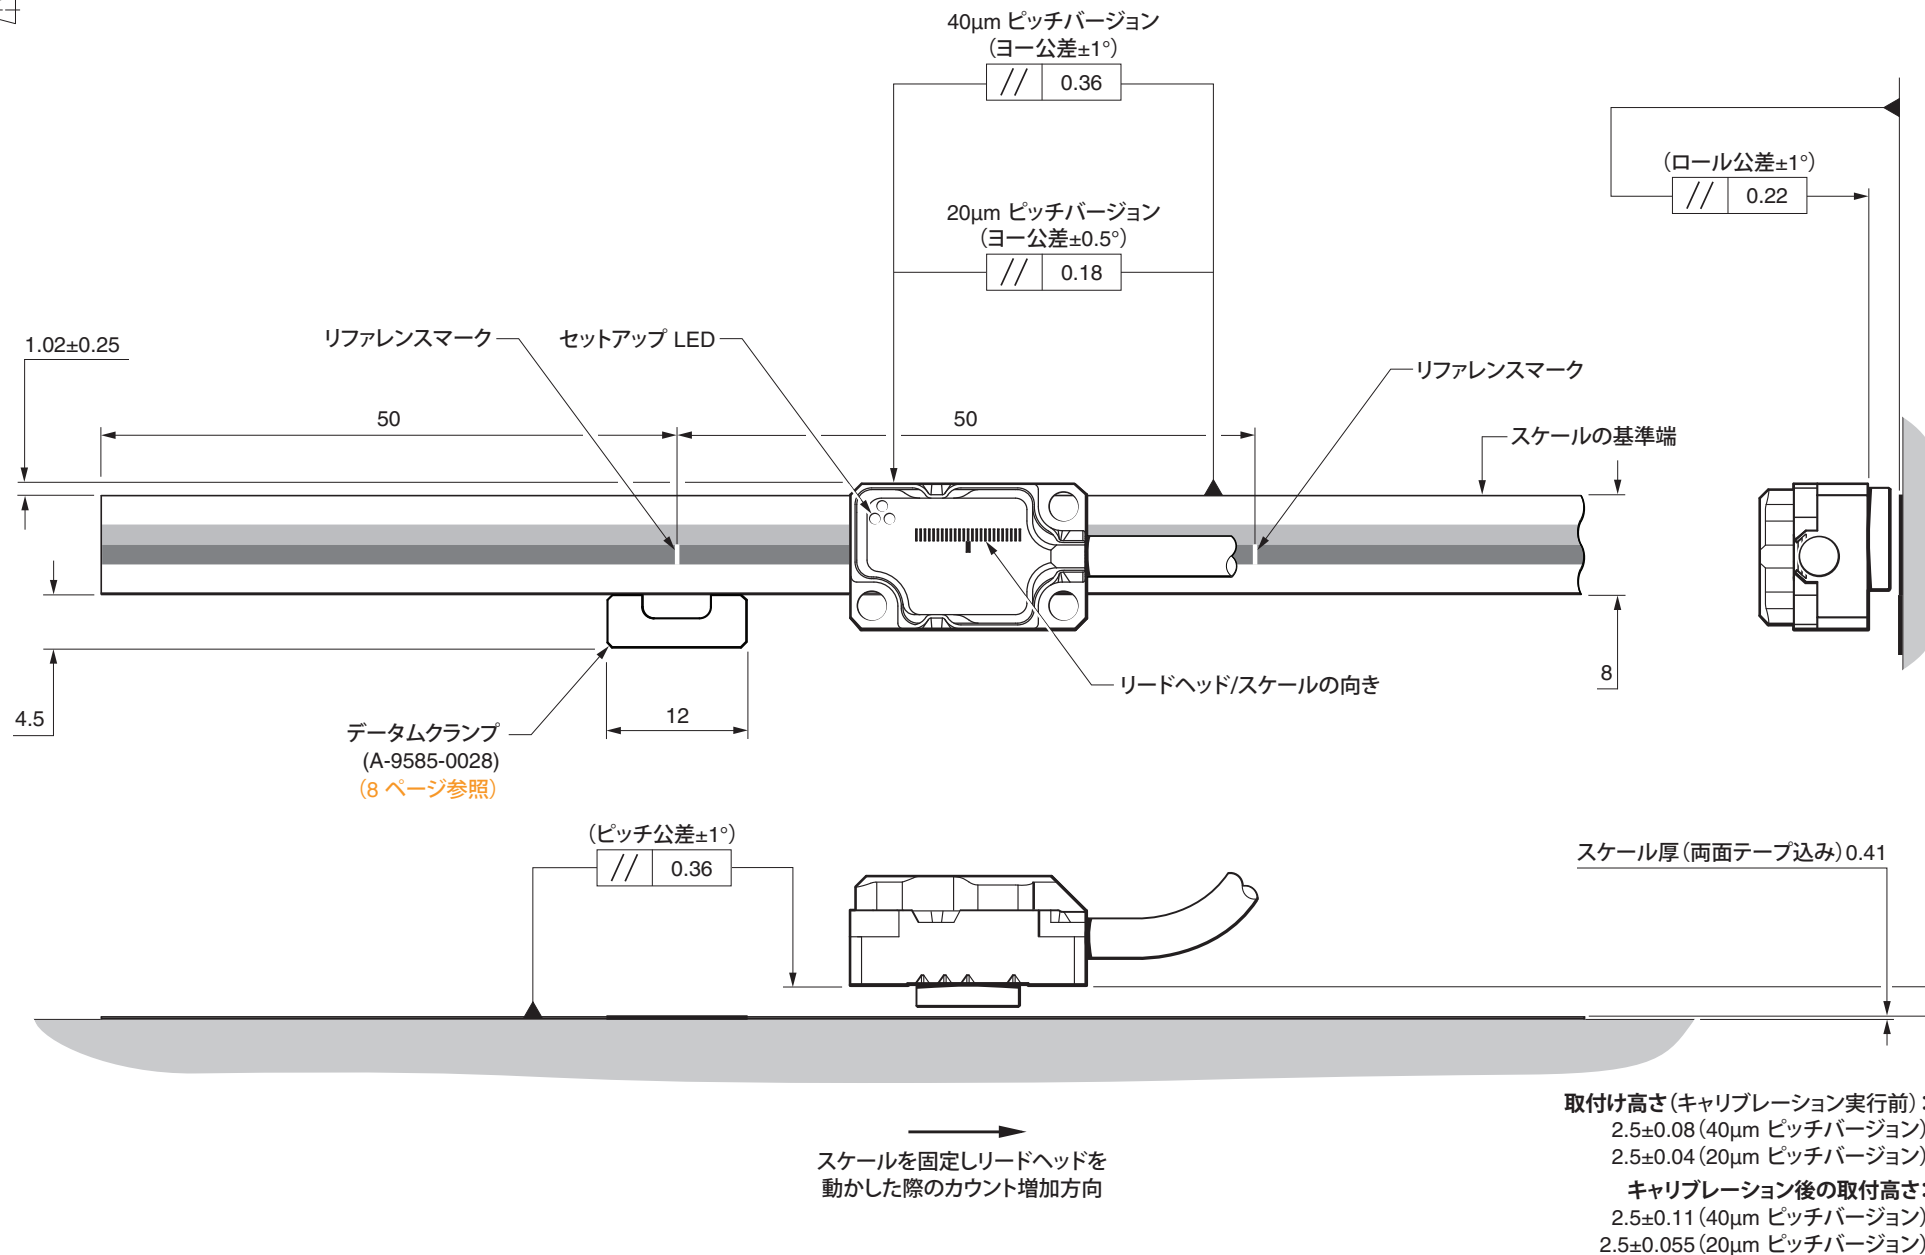 40µm ピッチバージョン
(ヨー公差±1°)
// 0.36
(ロール公差±1°)
// 0.22
20µm ピッチバージョン
(ヨー公差±0.5°)
// 0.18
1.02±0.25
リファレンスマーク
セットアップ LED
リファレンスマーク
50
50
スケールの基準端
8
リードヘッド/スケールの向き
4.5
12
データムクランプ
(A-9585-0028)
(8 ページ参照)
(ピッチ公差±1°)
// 0.36
スケール厚(両面テープ込み)0.41
取付け高さ(キャリブレーション実行前):
2.5±0.08(40µm ピッチバージョン)
2.5±0.04(20µm ピッチバージョン)
キャリブレーション後の取付高さ:
2.5±0.11(40µm ピッチバージョン)
2.5±0.055(20µm ピッチバージョン)
スケールを固定しリードヘッドを
動かした際のカウント増加方向